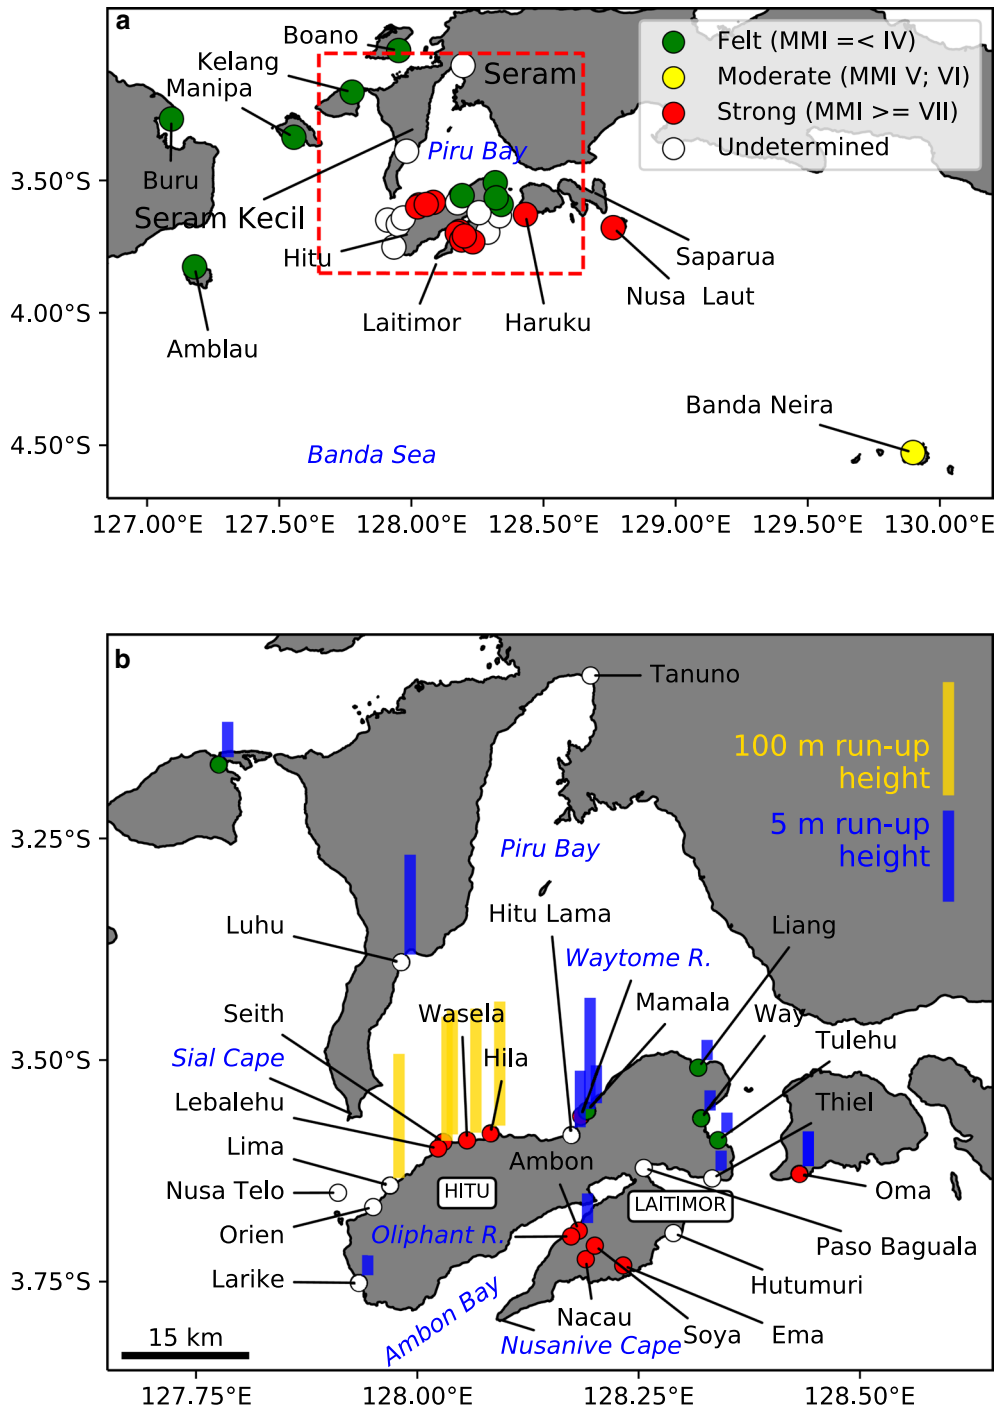 a
Boano
Kelang
Manipa
Seram
Felt (MMI =< IV)
Moderate (MMI V; VI)
Strong (MMI >= VII)
Undetermined
Piru Bay
Buru
Seram Kecil
Hitu
Saparua
Nusa Laut
Laitimor
Haruku
Amblau
Banda Neira
Banda Sea
3.50°S
4.00°S
4.50°S
127.00°E 127.50°E 128.00°E 128.50°E 129.00°E 129.50°E 130.00°E
b
Tanuno
100 m run-up
height
5 m run-up
height
Piru Bay
Hitu Lama
Liang
Luhu
Waytome R.
Mamala
Way
Seith
Wasela
Tulehu
Sial Cape
Hila
Lebalehu
Thiel
Lima
Ambon
Nusa Telo
HITU
LAITIMOR
Oma
Orien
Oliphant R.
Paso Baguala
Larike
Hutumuri
Ambon Bay
Nacau
Soya
Ema
Nusanive Cape
15 km
3.25°S
3.50°S
3.75°S
127.75°E 128.00°E 128.25°E 128.50°E